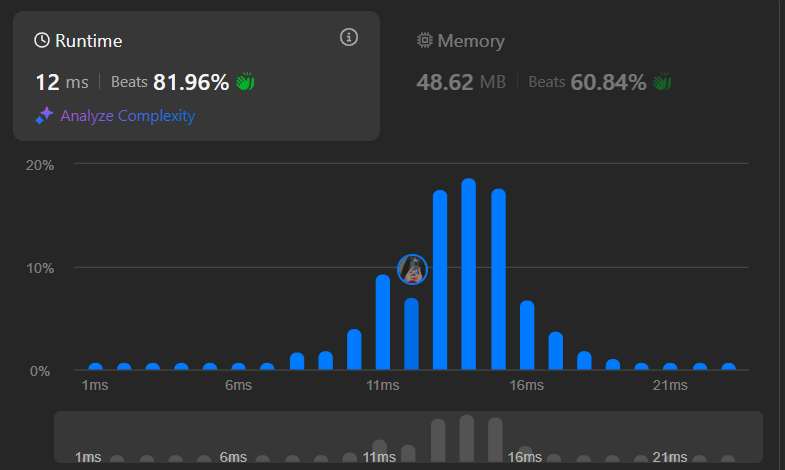 Runtime
12 ms | Beats 81.96%
Analyze Complexity
Memory
48.62 MB | Beats 60.84%
20%
10%
0%
1ms 6ms 11ms 16ms 21ms
1ms 6ms 11ms 16ms 21ms